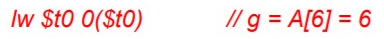 lw $t0 0($t0) // g = A[6] = 6